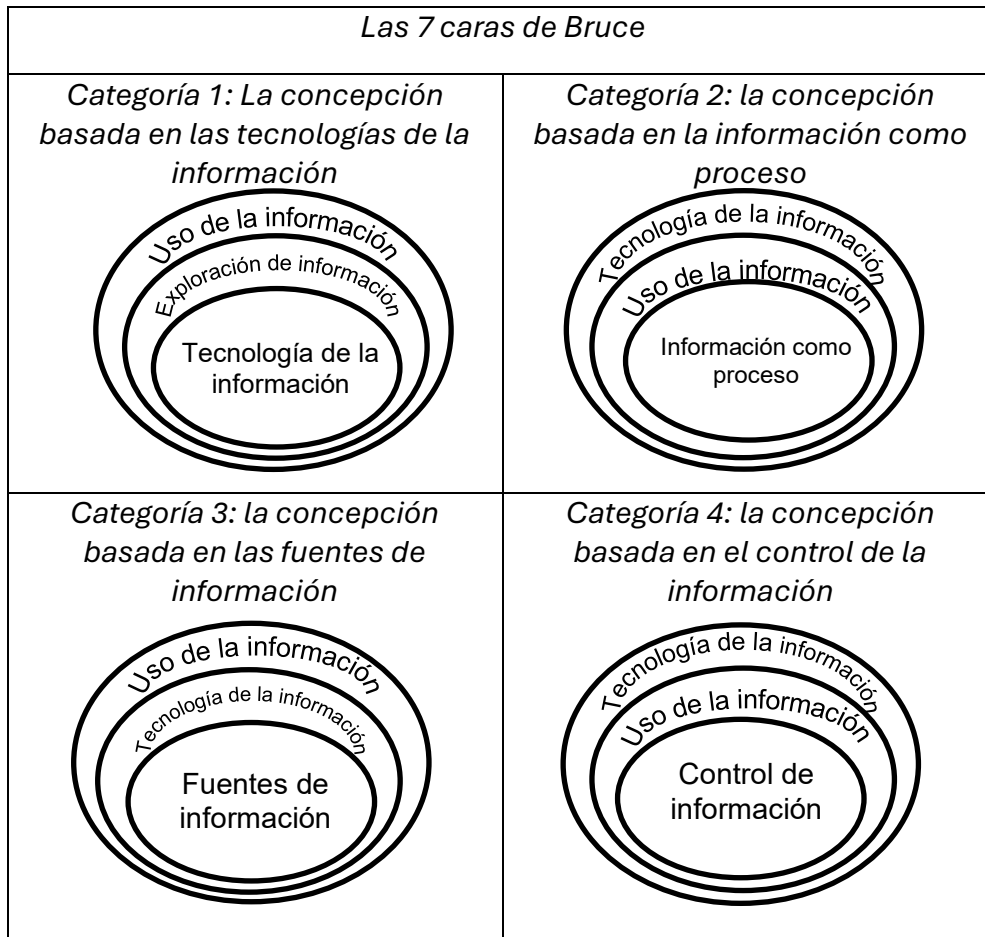 Las 7 caras de Bruce
Categoría 1: La concepción
basada en las tecnologías de la
información
Uso de la información
Exploración de información
Tecnología de la
información
Categoría 2: la concepción
basada en la información como
proceso
Tecnología de la información
Uso de la información
Información como
proceso
Categoría 3: la concepción
basada en las fuentes de
información
Uso de la información
Tecnología de la información
Fuentes de
información
Categoría 4: la concepción
basada en el control de la
información
Tecnología de la información
Uso de la información
Control de
información